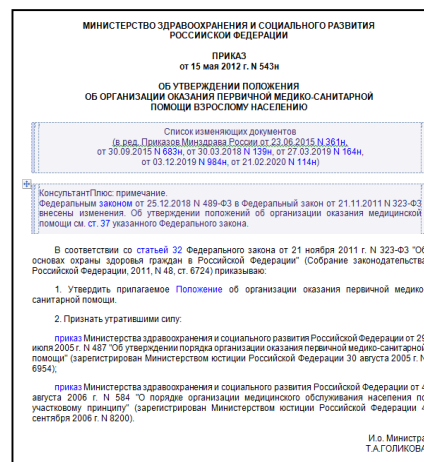 МИНИСТЕРСТВО ЗДРАВООХРАНЕНИЯ И СОЦИАЛЬНОГО РАЗВИТИЯ
РОССИЙСКОЙ ФЕДЕРАЦИИ
ПРИКАЗ
от 15 мая 2012 г. N 543н
ОБ УТВЕРЖДЕНИИ ПОЛОЖЕНИЯ
ОБ ОРГАНИЗАЦИИ ОКАЗАНИЯ ПЕРВИЧНОЙ МЕДИКО-САНИТАРНОЙ
ПОМОЩИ ВЗРОСЛОМУ НАСЕЛЕНИЮ
Список изменяющих документов
(в ред. Приказов Минздрава России от 23.06.2015 N 361н,
от 30.09.2015 N 683н, от 30.03.2018 N 139н, от 27.03.2019 N 164н,
от 03.12.2019 N 984н, от 21.02.2020 N 114н)
КонсультантПлюс: примечание.
Федеральным законом от 25.12.2018 N 489-ФЗ в Федеральный закон от 21.11.2011 N 323-ФЗ
внесены изменения. Об утверждении положений об организации оказания медицинской
помощи см. ст. 37 указанного Федерального закона.
В соответствии со статьей 32 Федерального закона от 21 ноября 2011 г. N 323-ФЗ "Об
основах охраны здоровья граждан в Российской Федерации" (Собрание законодательства
Российской Федерации, 2011, N 48, ст. 6724) приказываю:
1. Утвердить прилагаемое Положение об организации оказания первичной медико-
санитарной помощи.
2. Признать утратившими силу:
приказ Министерства здравоохранения и социального развития Российской Федерации от 29
июля 2005 г. N 487 "Об утверждении порядка организации оказания первичной медико-санитарной
помощи" (зарегистрирован Министерством юстиции Российской Федерации 30 августа 2005 г. N
6954);
приказ Министерства здравоохранения и социального развития Российской Федерации от 4
августа 2006 г. N 584 "О порядке организации медицинского обслуживания населения по
участковому принципу" (зарегистрирован Министерством юстиции Российской Федерации 4
сентября 2006 г. N 8200).
И.о. Министра
Т.А.ГОЛИКОВА